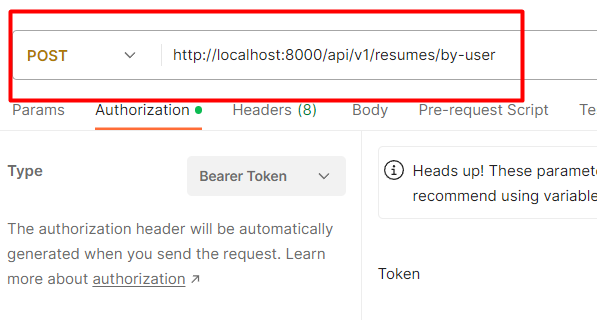 POST http://localhost:8000/api/v1/resumes/by-user
Params Authorization Headers (8) Body Pre-request Script Te
Type Bearer Token
The authorization header will be automatically
generated when you send the request. Learn
more about authorization ↗
Heads up! These paramete
recommend using variable
Token